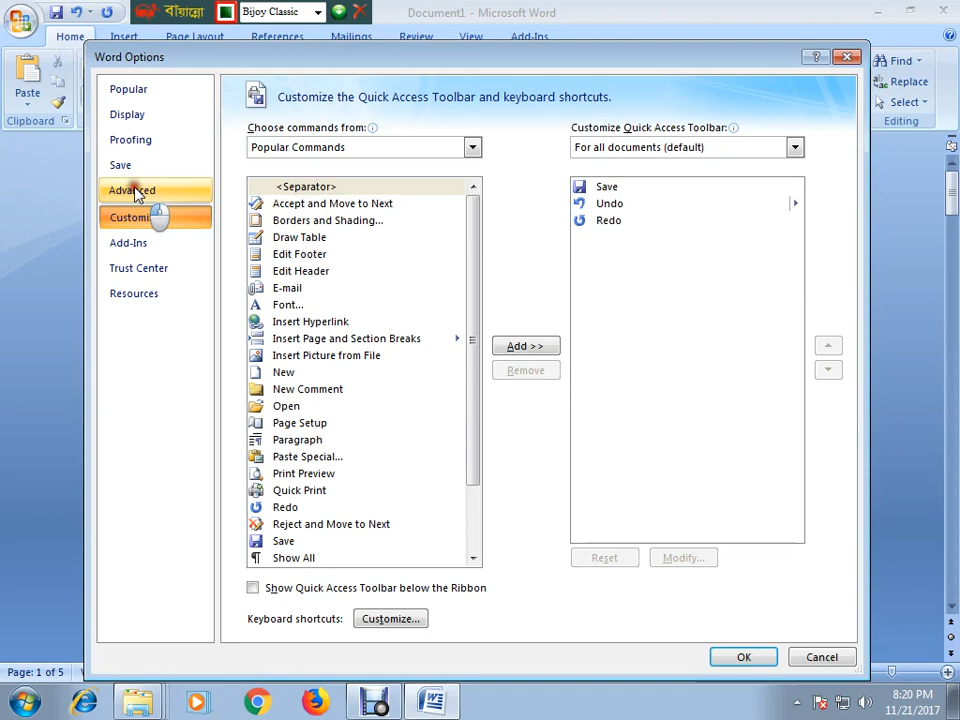 বায়ান্নো
Bijoy Classic
Document1 - Microsoft Word
Home
Insert
Page Layout
References
Mailings
Review
View
Add-Ins
Paste
Clipboard
Find
Replace
Select
Editing
Word Options
Popular
Display
Proofing
Save
Advanced
Customi
Add-Ins
Trust Center
Resources
Customize the Quick Access Toolbar and keyboard shortcuts.
Choose commands from:
Popular Commands
<Separator>
Accept and Move to Next
Borders and Shading...
Draw Table
Edit Footer
Edit Header
E-mail
Font...
Insert Hyperlink
Insert Page and Section Breaks
Insert Picture from File
New
New Comment
Open
Page Setup
Paragraph
Paste Special...
Print Preview
Quick Print
Redo
Reject and Move to Next
Save
Show All
Add >>
Remove
Customize Quick Access Toolbar:
For all documents (default)
Save
Undo
Redo
Reset
Modify...
Show Quick Access Toolbar below the Ribbon
Keyboard shortcuts:
Customize...
OK
Cancel
Page: 1 of 5
8:20 PM
11/21/2017